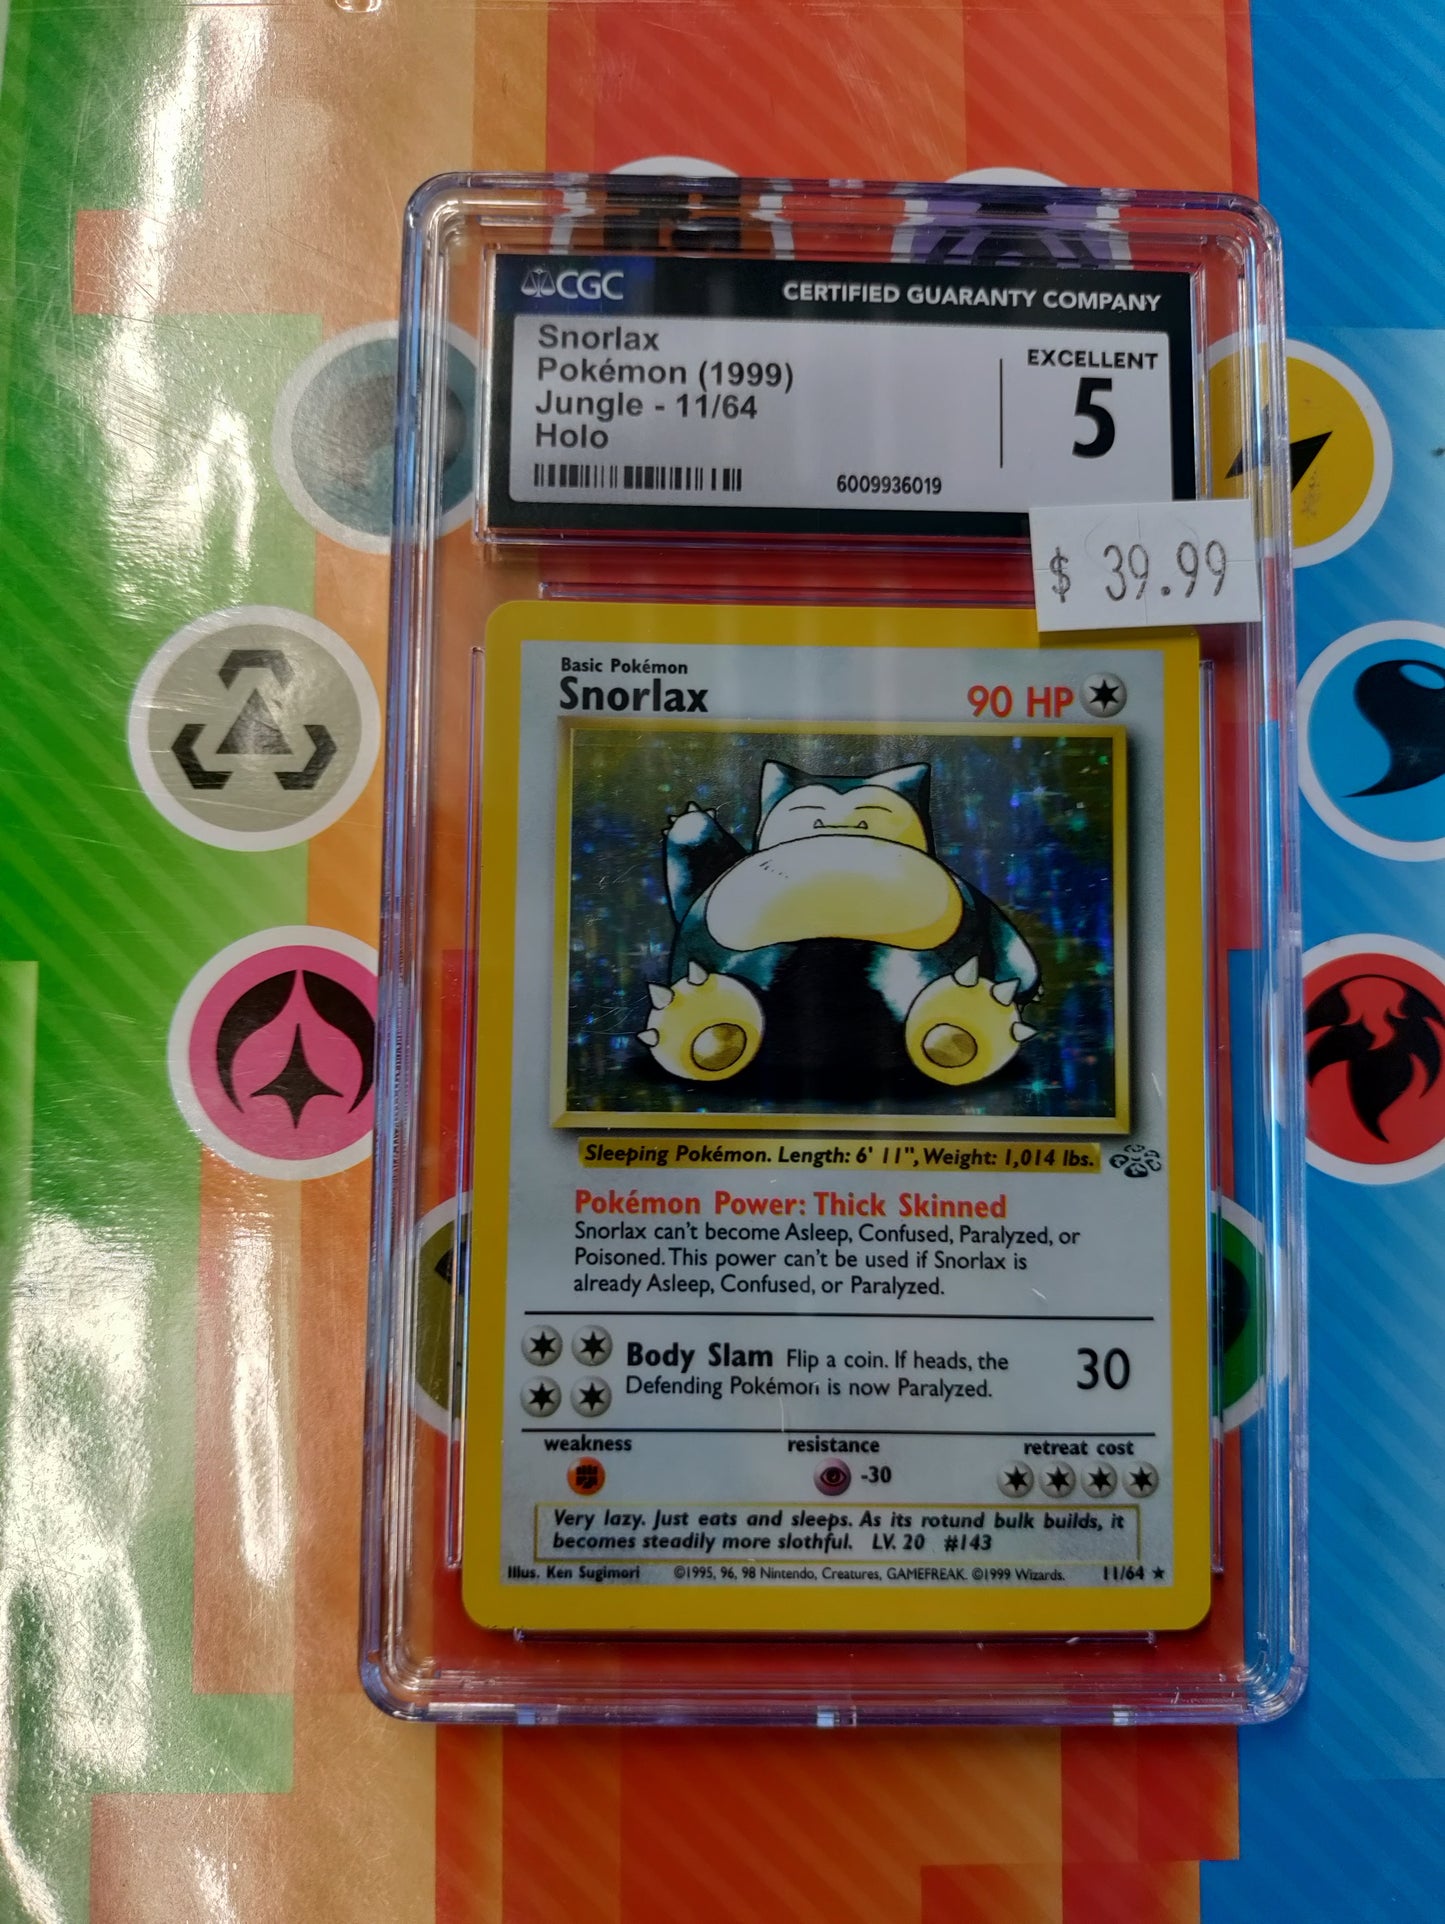 CGC
CERTIFIED GUARANTY COMPANY
Snorlax
Pokémon (1999)
Jungle - 11/64
Holo
EXCELLENT
5
6009936019
$ 39.99
Basic Pokémon
Snorlax
90 HP
Sleeping Pokémon. Length: 6' 11", Weight: 1,014 lbs.
Pokémon Power: Thick Skinned
Snorlax can't become Asleep, Confused, Paralyzed, or
Poisoned. This power can't be used if Snorlax is
already Asleep, Confused, or Paralyzed.
Body Slam Flip a coin. If heads, the
Defending Pokémon is now Paralyzed.
30
weakness
resistance
retreat cost
-30
Very lazy. Just eats and sleeps. As its rotund bulk builds, it
becomes steadily more slothful. LV. 20 #143
Illus. Ken Sugimori ©1995, 96, 98 Nintendo, Creatures, GAMEFREAK. ©1999 Wizards. 11/64 ★